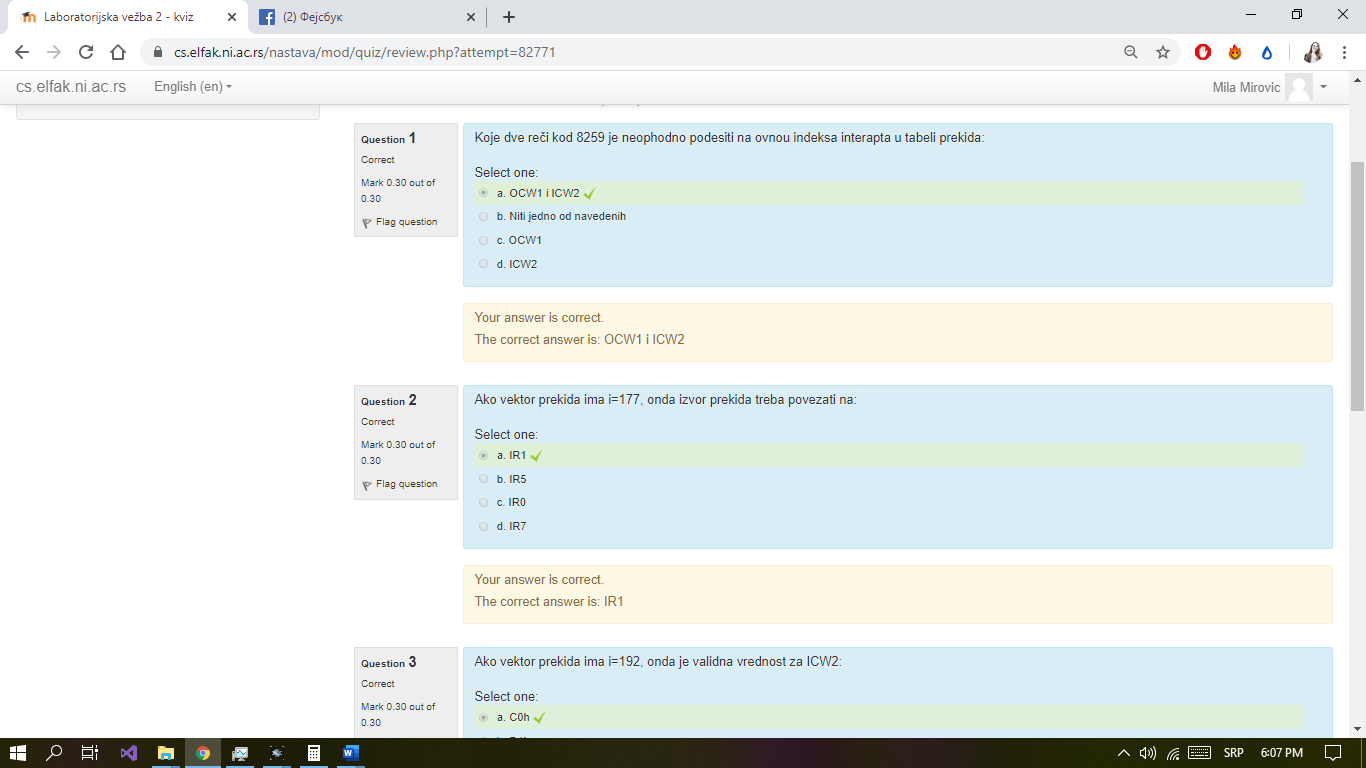 Laboratorijska vežba 2 - kviz
(2) Фејсбук
cs.elfak.ni.ac.rs/nastava/mod/quiz/review.php?attempt=82771
cs.elfak.ni.ac.rs
English (en)
Mila Mirovic
Question 1
Correct
Mark 0.30 out of
0.30
Flag question
Koje dve reči kod 8259 je neophodno podesiti na ovnou indeksa interapta u tabeli prekida:
Select one:
a. OCW1 i ICW2
b. Niti jedno od navedenih
c. OCW1
d. ICW2
Your answer is correct.
The correct answer is: OCW1 i ICW2
Question 2
Correct
Mark 0.30 out of
0.30
Flag question
Ako vektor prekida ima i=177, onda izvor prekida treba povezati na:
Select one:
a. IR1
b. IR5
c. IR0
d. IR7
Your answer is correct.
The correct answer is: IR1
Question 3
Correct
Mark 0.30 out of
0.30
Ako vektor prekida ima i=192, onda je validna vrednost za ICW2:
Select one:
a. C0h
SRP
6:07 PM